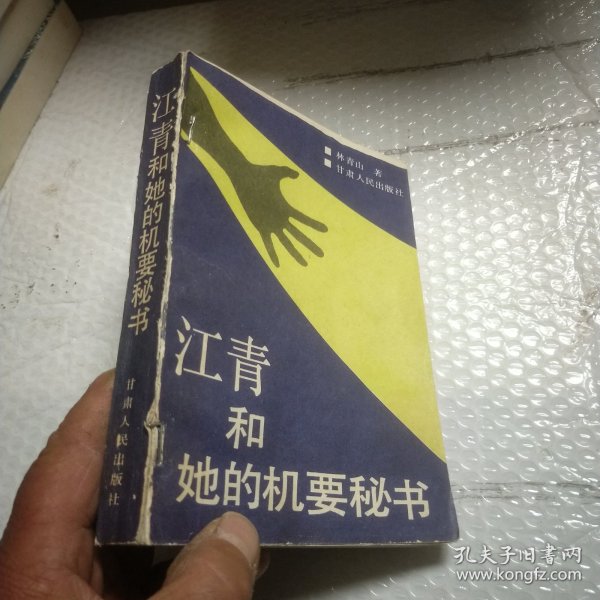 江青和她的机要秘书
甘肃人民出版社
林青山 著
甘肃人民出版社
江青
和
她的机要秘书
孔夫子旧书网
www.kongfz.com